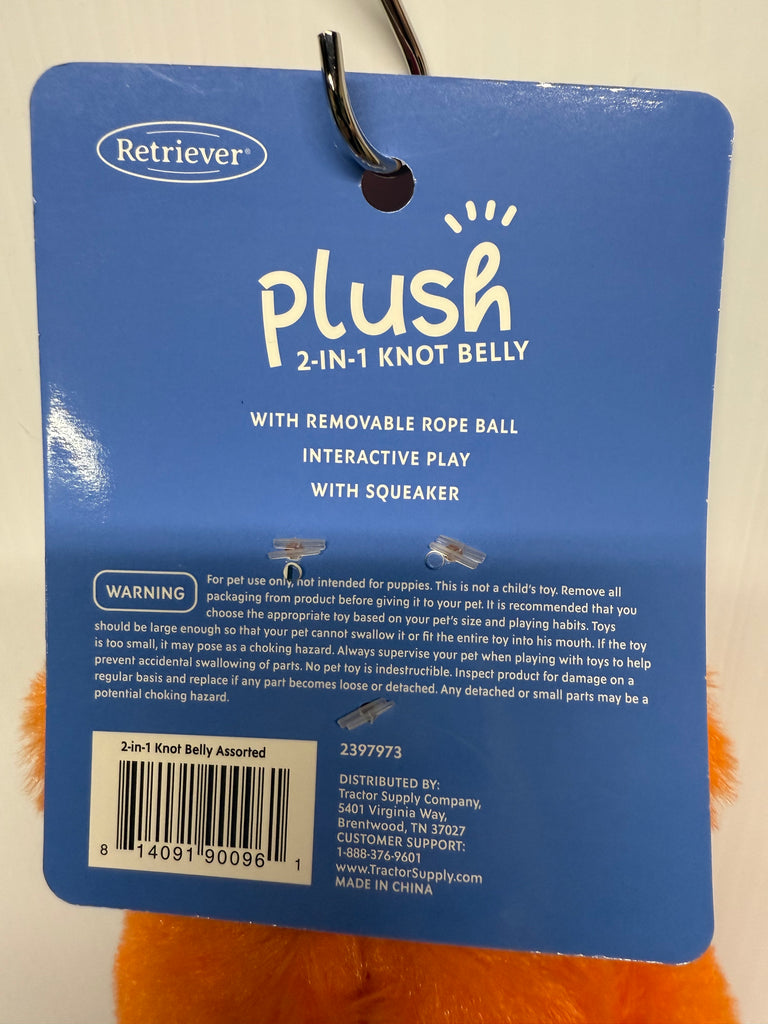 Retriever®
plush
2-IN-1 KNOT BELLY
WITH REMOVABLE ROPE BALL
INTERACTIVE PLAY
WITH SQUEAKER
WARNING
For pet use only, not intended for puppies. This is not a child's toy. Remove all
packaging from product before giving it to your pet. It is recommended that you
choose the appropriate toy based on your pet's size and playing habits. Toys
should be large enough so that your pet cannot swallow it or fit the entire toy into his mouth. If the toy
is too small, it may pose as a choking hazard. Always supervise your pet when playing with toys to help
prevent accidental swallowing of parts. No pet toy is indestructible. Inspect product for damage on a
regular basis and replace if any part becomes loose or detached. Any detached or small parts may be a
potential choking hazard.
2-in-1 Knot Belly Assorted
8 14091 90096 1
2397973
DISTRIBUTED BY:
Tractor Supply Company,
5401 Virginia Way,
Brentwood, TN 37027
CUSTOMER SUPPORT:
1-888-376-9601
www.TractorSupply.com
MADE IN CHINA